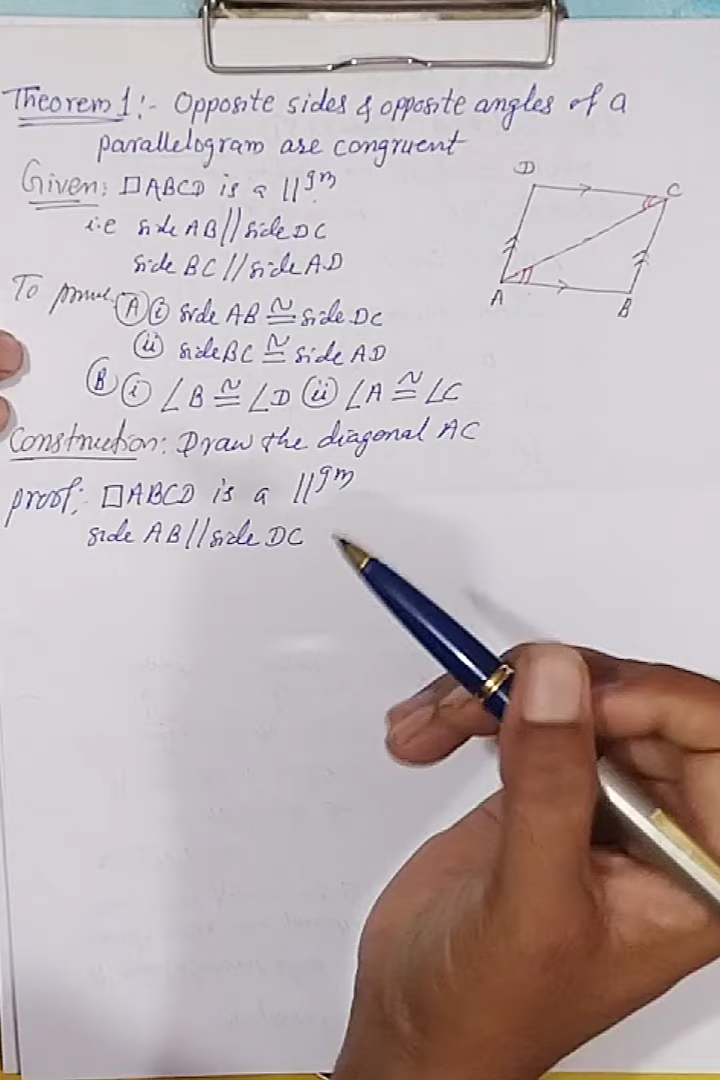 Theorem 1:- Opposite sides & opposite angles of a
parallelogram are congruent
Given: □ABCD is a ||gm
i.e side AB//side DC
side BC//side AD
To prove: (A) (i) side AB ≅ side DC
(ii) side BC ≅ side AD
(B) (i) ∠B ≅ ∠D (ii) ∠A ≅ ∠C
Construction: Draw the diagonal AC
proof:- □ABCD is a ||gm
side AB//side DC
D
C
A
B